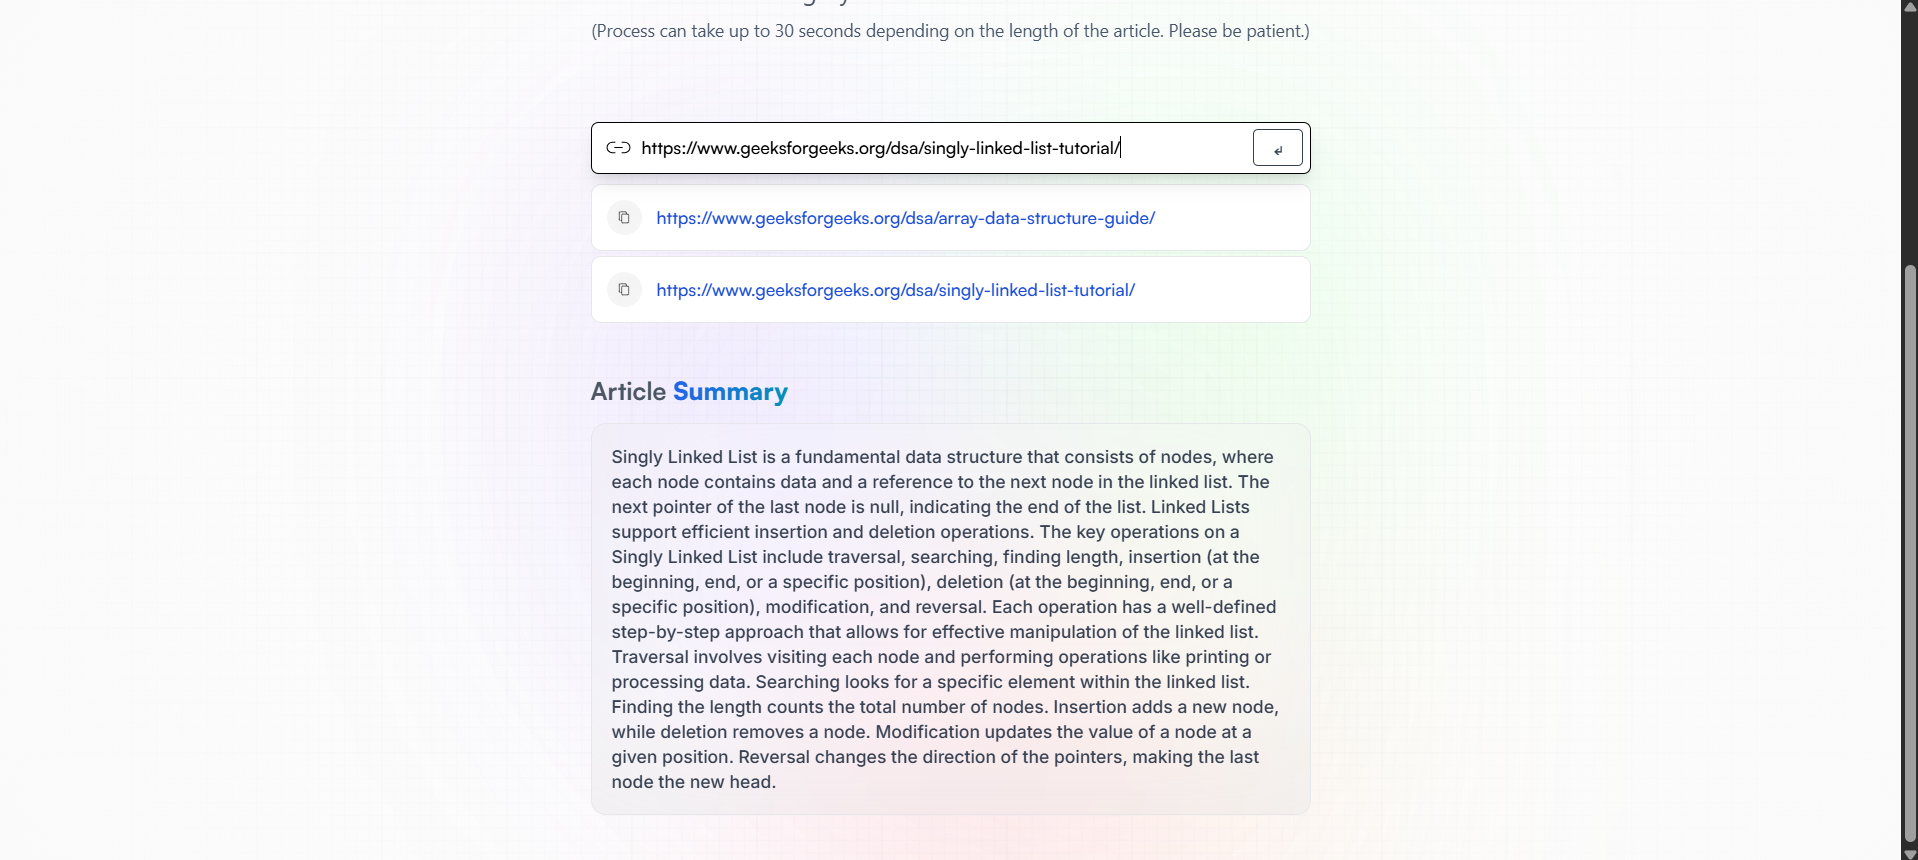 (Process can take up to 30 seconds depending on the length of the article. Please be patient.)
https://www.geeksforgeeks.org/dsa/singly-linked-list-tutorial/
https://www.geeksforgeeks.org/dsa/array-data-structure-guide/
https://www.geeksforgeeks.org/dsa/singly-linked-list-tutorial/
Article Summary
Singly Linked List is a fundamental data structure that consists of nodes, where
each node contains data and a reference to the next node in the linked list. The
next pointer of the last node is null, indicating the end of the list. Linked Lists
support efficient insertion and deletion operations. The key operations on a
Singly Linked List include traversal, searching, finding length, insertion (at the
beginning, end, or a specific position), deletion (at the beginning, end, or a
specific position), modification, and reversal. Each operation has a well-defined
step-by-step approach that allows for effective manipulation of the linked list.
Traversal involves visiting each node and performing operations like printing or
processing data. Searching looks for a specific element within the linked list.
Finding the length counts the total number of nodes. Insertion adds a new node,
while deletion removes a node. Modification updates the value of a node at a
given position. Reversal changes the direction of the pointers, making the last
node the new head.